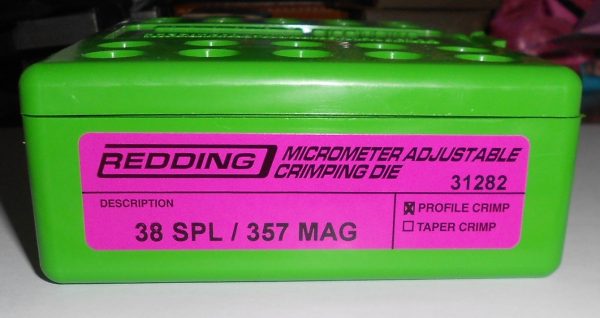 REDDING MICROMETER ADJUSTABLE
CRIMPING DIE
31282
DESCRIPTION
38 SPL / 357 MAG
☒ PROFILE CRIMP
☐ TAPER CRIMP